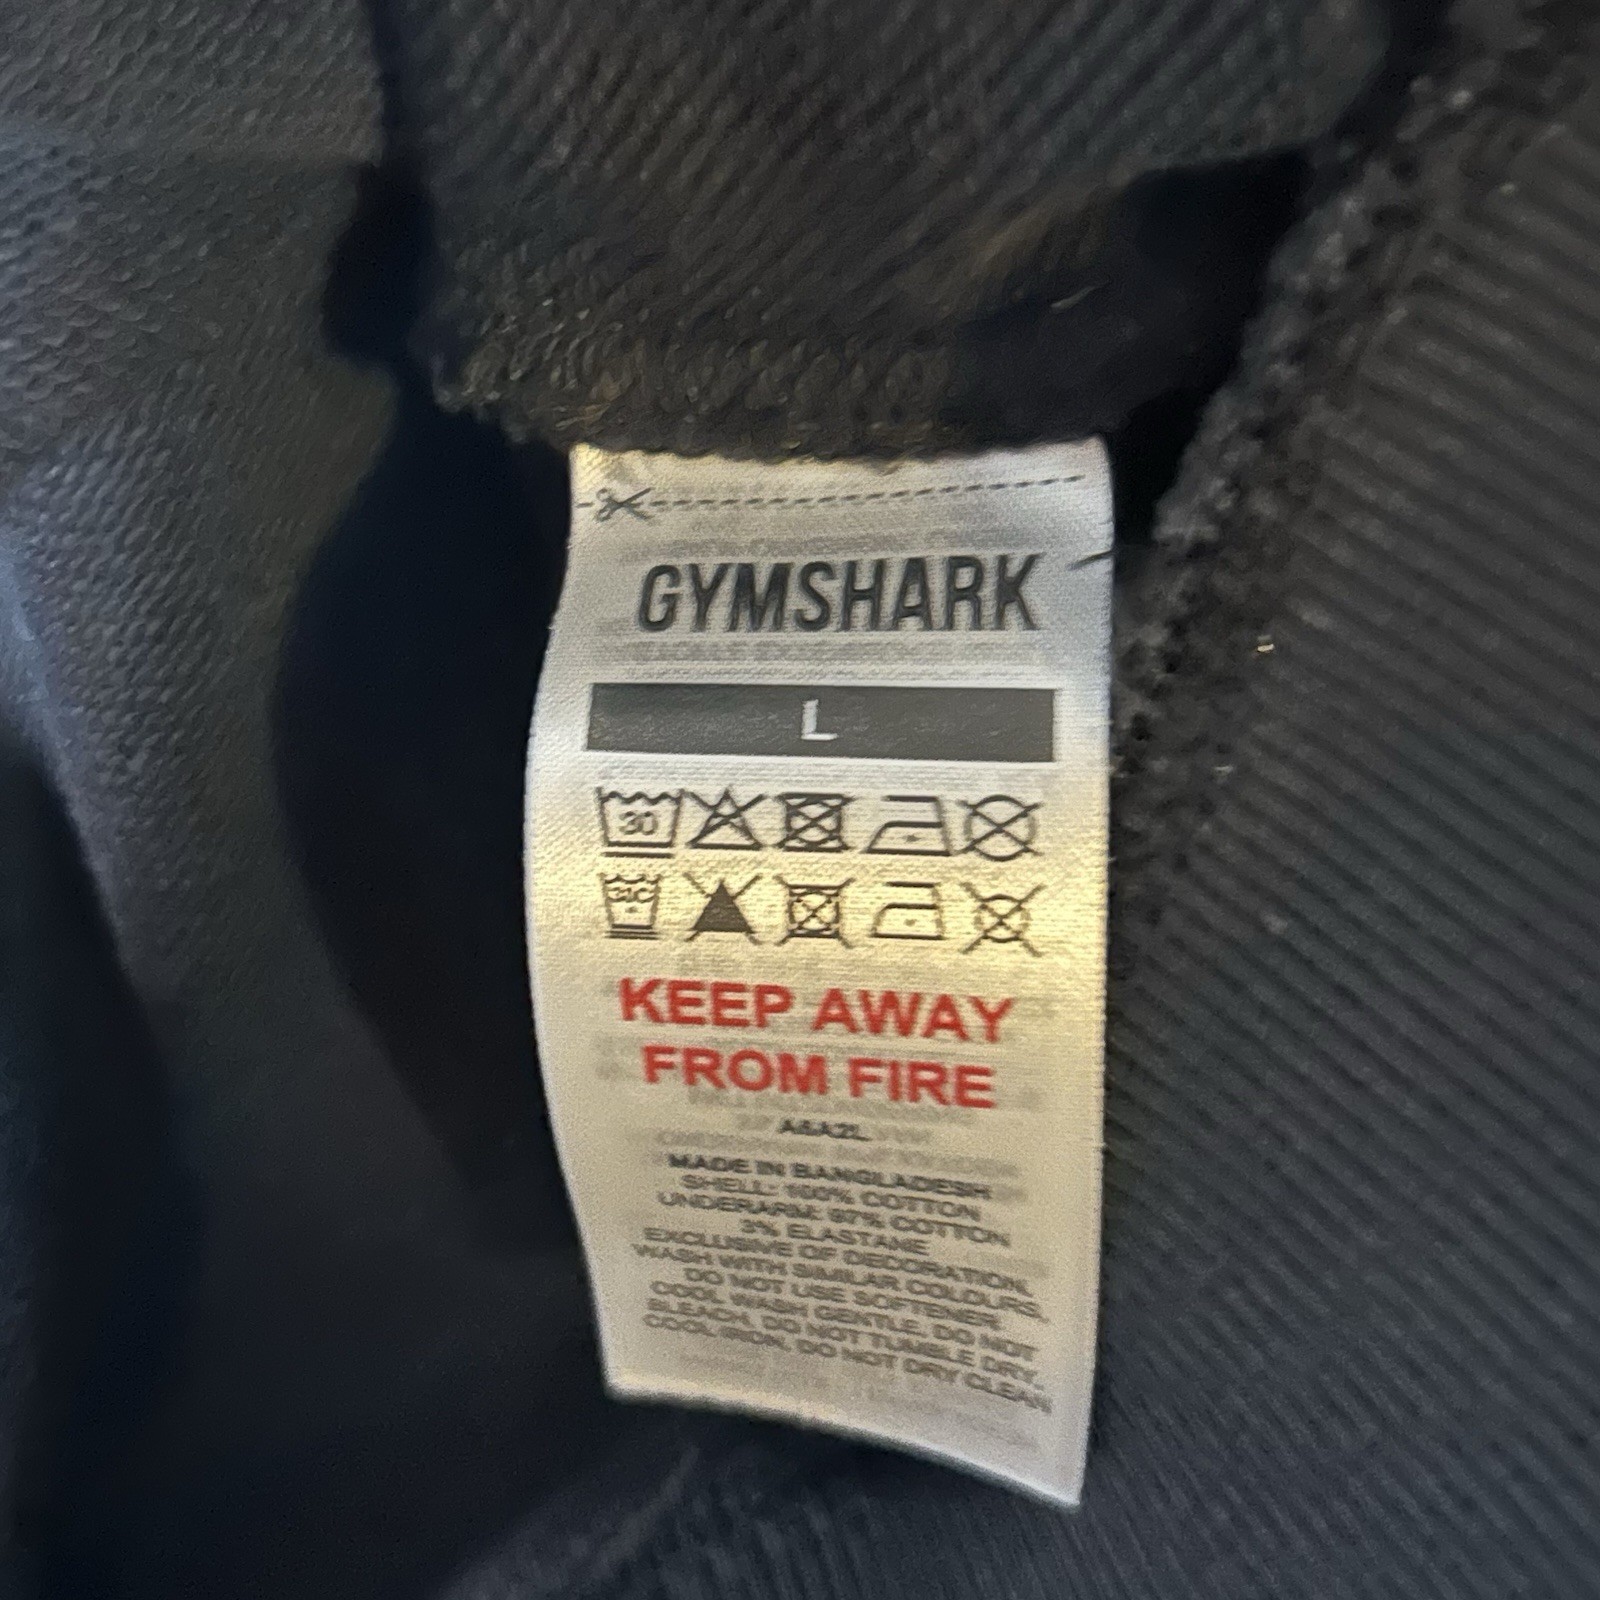 GYMSHARK
L
30
30C
KEEP AWAY
FROM FIRE
A6A2L
MADE IN BANGLADESH
SHELL: 100% COTTON
UNDERARM: 97% COTTON
3% ELASTANE
EXCLUSIVE OF DECORATION.
WASH WITH SIMILAR COLOURS.
DO NOT USE SOFTENER.
COOL WASH GENTLE, DO NOT
BLEACH, DO NOT TUMBLE DRY,
COOL IRON, DO NOT DRY CLEAN